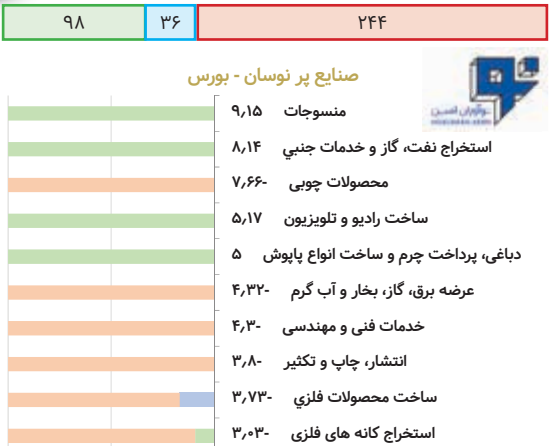 ۹۸ ۳۶ ۲۴۴
صنایع پر نوسان - بورس
نوآوران امین
منسوجات ۹٫۱۵
استخراج نفت، گاز و خدمات جنبي ۸٫۱۴
محصولات چوبی -۷٫۶۶
ساخت رادیو و تلویزیون ۵٫۱۷
دباغی، پرداخت چرم و ساخت انواع پاپوش ۵
عرضه برق، گاز، بخار و آب گرم -۴٫۳۲
خدمات فنی و مهندسی -۴٫۳
انتشار، چاپ و تکثیر -۳٫۸
ساخت محصولات فلزي -۳٫۷۳
استخراج کانه های فلزی -۳٫۰۳